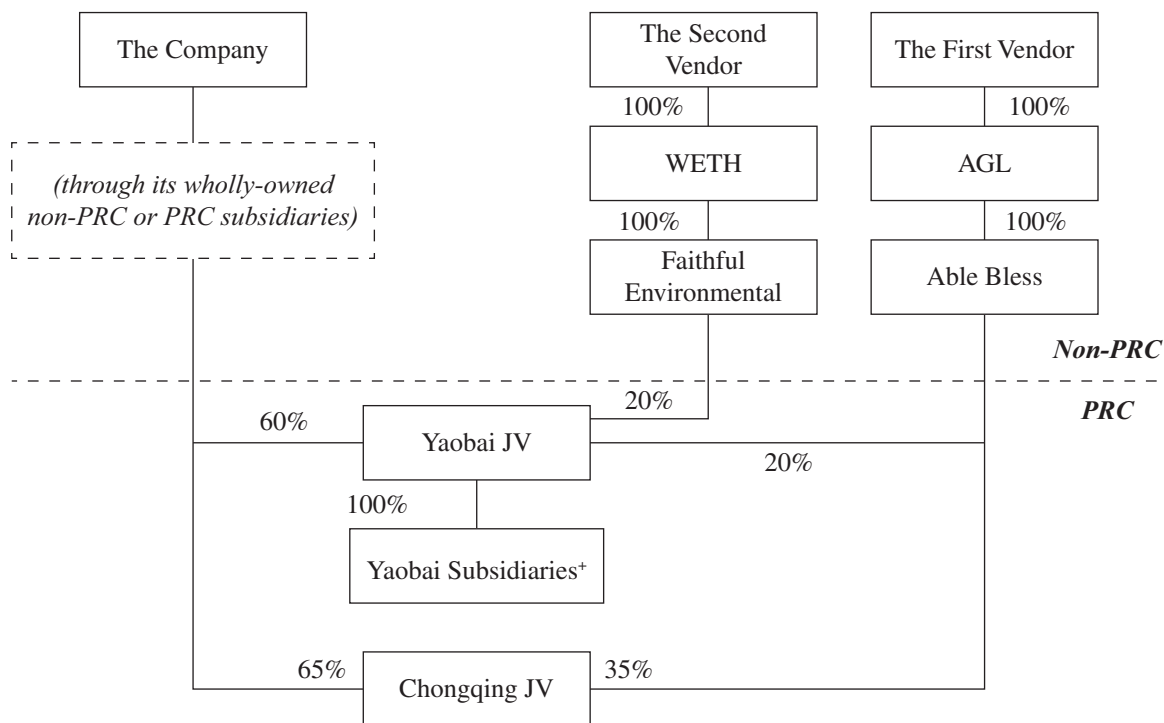 The Company
The Second
Vendor
The First Vendor
100%
100%
(through its wholly-owned
non-PRC or PRC subsidiaries)
WETH
AGL
100%
100%
Faithful
Environmental
Able Bless
Non-PRC
PRC
20%
60%
Yaobai JV
20%
100%
Yaobai Subsidiaries⁺
65%
Chongqing JV
35%